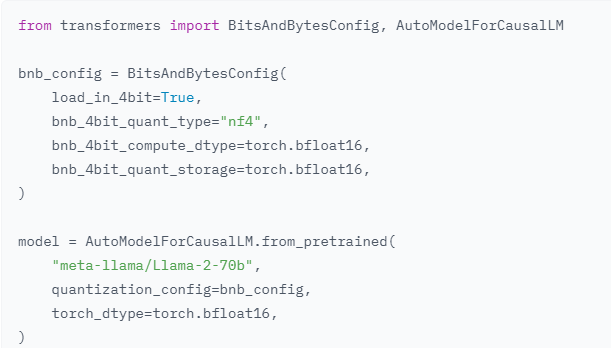 from transformers import BitsAndBytesConfig, AutoModelForCausalLM

bnb_config = BitsAndBytesConfig(
    load_in_4bit=True,
    bnb_4bit_quant_type="nf4",
    bnb_4bit_compute_dtype=torch.bfloat16,
    bnb_4bit_quant_storage=torch.bfloat16,
)

model = AutoModelForCausalLM.from_pretrained(
    "meta-llama/Llama-2-70b",
    quantization_config=bnb_config,
    torch_dtype=torch.bfloat16,
)